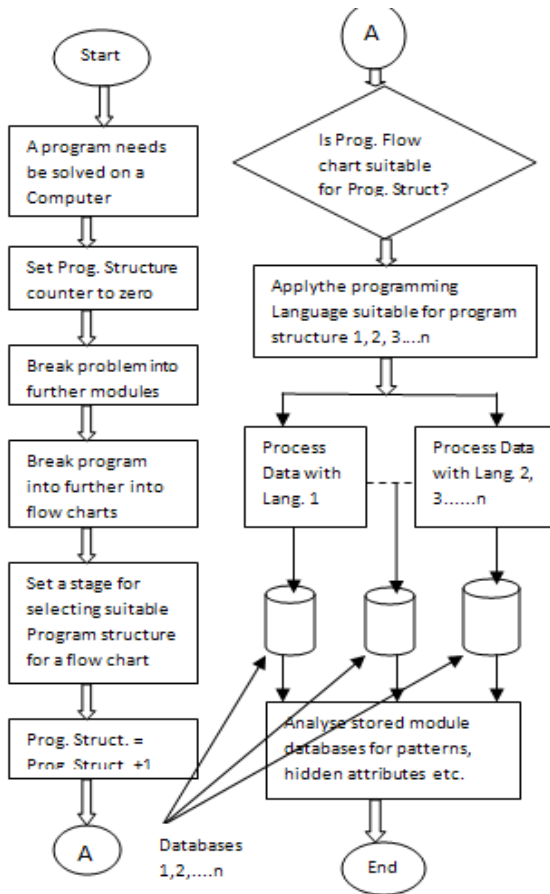 Start
A program needs
be solved on a
Computer
Set Prog. Structure
counter to zero
Break problem into
further modules
Break program
into further into
flow charts
Set a stage for
selecting suitable
Program structure
for a flow chart
Prog. Struct. =
Prog. Struct. +1
A
A
Is Prog. Flow
chart suitable
for Prog. Struct?
Applythe programming
Language suitable for program
structure 1, 2, 3....n
Process
Data with
Lang. 1
Process Data
with Lang. 2,
3......n
Analyse stored module
databases for patterns,
hidden attributes etc.
Databases
1,2,....n
End